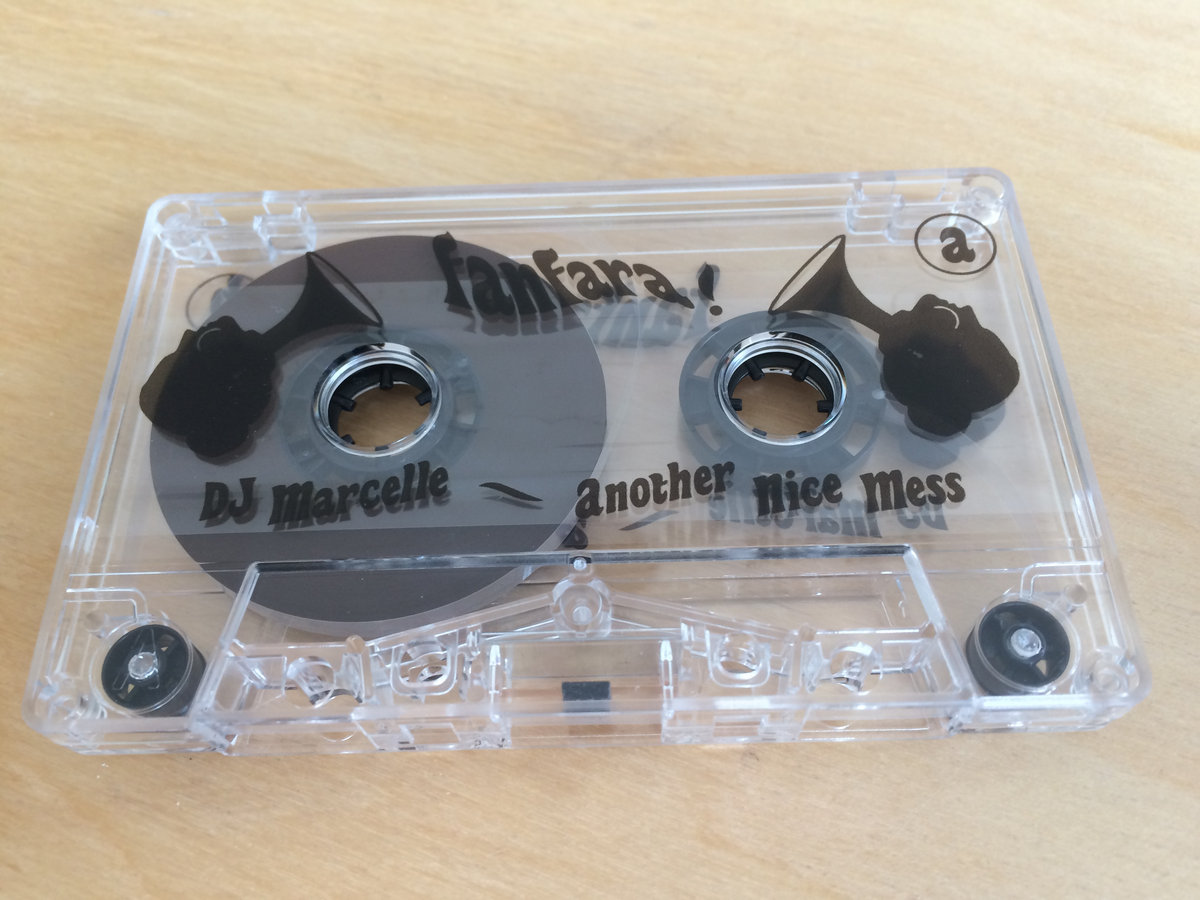 a
fanfara!
DJ Marcelle – another nice mess